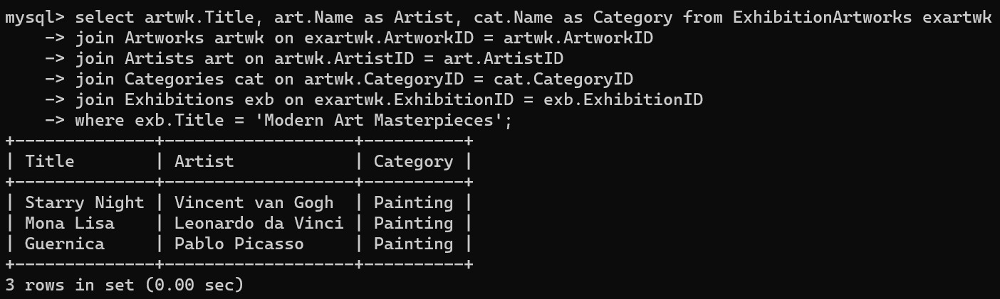 mysql> select artwk.Title, art.Name as Artist, cat.Name as Category from ExhibitionArtworks exartwk
    -> join Artworks artwk on exartwk.ArtworkID = artwk.ArtworkID
    -> join Artists art on artwk.ArtistID = art.ArtistID
    -> join Categories cat on artwk.CategoryID = cat.CategoryID
    -> join Exhibitions exb on exartwk.ExhibitionID = exb.ExhibitionID
    -> where exb.Title = 'Modern Art Masterpieces';
+--------------+-------------------+----------+
| Title        | Artist            | Category |
+--------------+-------------------+----------+
| Starry Night | Vincent van Gogh  | Painting |
| Mona Lisa    | Leonardo da Vinci | Painting |
| Guernica     | Pablo Picasso     | Painting |
+--------------+-------------------+----------+
3 rows in set (0.00 sec)